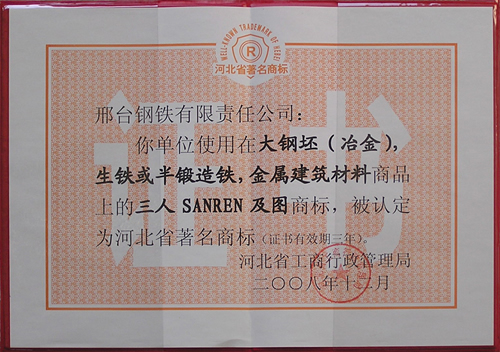 WELL-KNOWN TRADEMARK OF HEBEI
R
河北省著名商标
证书
邢台钢铁有限责任公司：
你单位使用在大钢坯（冶金），
生铁或半锻造铁，金属建筑材料商品
上的三人 SANREN 及图商标，被认定
为河北省著名商标（证书有效期三年）。
河北省工商行政管理局
二〇〇八年十二月